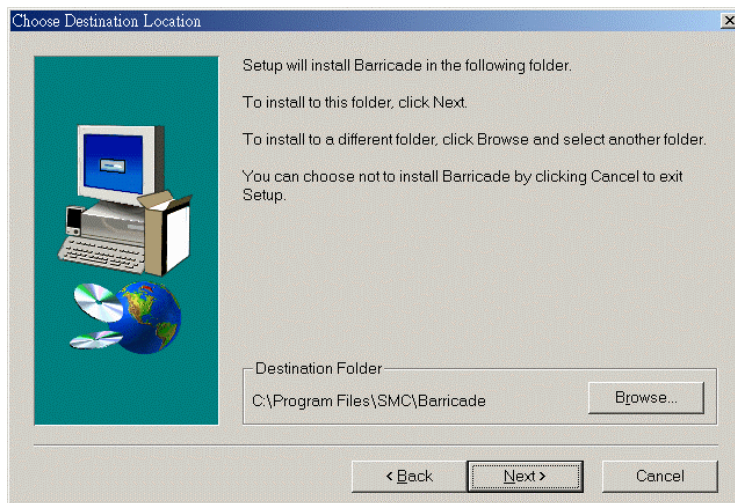 Choose Destination Location
Setup will install Barricade in the following folder.
To install to this folder, click Next.
To install to a different folder, click Browse and select another folder.
You can choose not to install Barricade by clicking Cancel to exit
Setup.
Destination Folder
C:\Program Files\SMC\Barricade
Browse...
< Back
Next >
Cancel